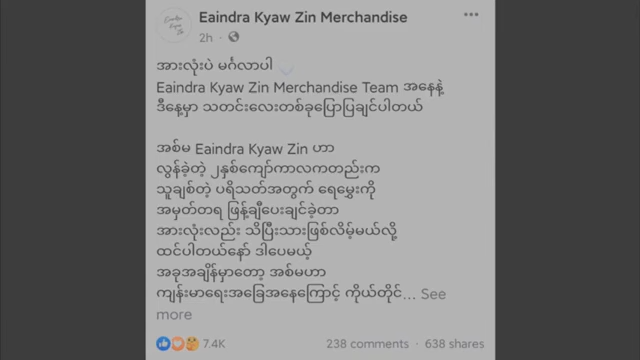 Eaindra Kyaw Zin Merchandise
2h
အားလုံးပဲ မင်္ဂလာပါ
Eaindra Kyaw Zin Merchandise Team အနေနဲ့
ဒီနေ့မှာ သတင်းလေးတစ်ခုပြောပြချင်ပါတယ်
အစ်မ Eaindra Kyaw Zin ဟာ
လွန်ခဲ့တဲ့ ၂နှစ်ကျော်ကာလကတည်းက
သူချစ်တဲ့ ပရိသတ်အတွက် ရေမွှေးကို
အမှတ်တရ ဖြန့်ချီပေးချင်ခဲ့တာ
အားလုံးလည်း သိပြီးသားဖြစ်လိမ့်မယ်လို့
ထင်ပါတယ်နော် ဒါပေမယ့်
အခုအချိန်မှာတော့ အစ်မဟာ
ကျန်းမာရေးအခြေအနေကြောင့် ကိုယ်တိုင်... See
more
7.4K 238 comments · 638 shares